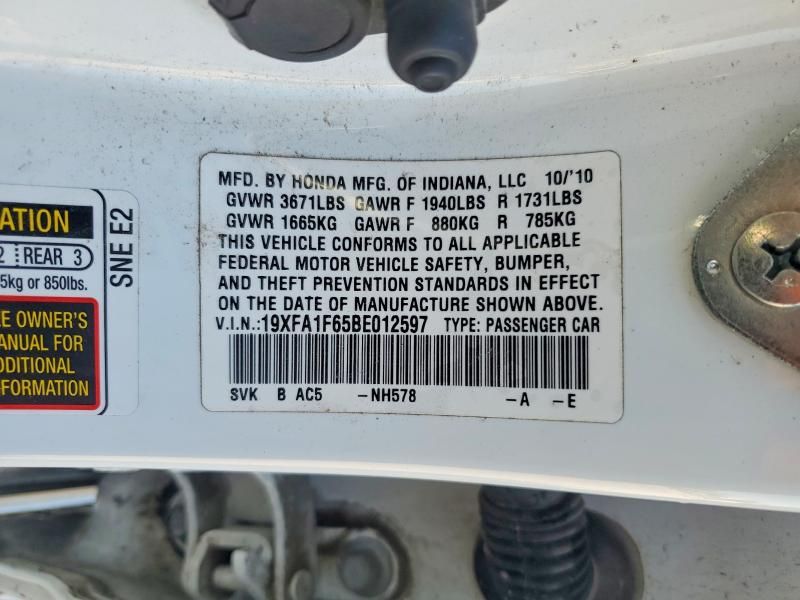 ATION
2 REAR 3
5kg or 850lbs.
E OWNER'S
MANUAL FOR
DDITIONAL
FORMATION
SNE E2
MFD. BY HONDA MFG. OF INDIANA, LLC 10/'10
GVWR 3671LBS GAWR F 1940LBS R 1731LBS
GVWR 1665KG GAWR F 880KG R 785KG
THIS VEHICLE CONFORMS TO ALL APPLICABLE
FEDERAL MOTOR VEHICLE SAFETY, BUMPER,
AND THEFT PREVENTION STANDARDS IN EFFECT
ON THE DATE OF MANUFACTURE SHOWN ABOVE.
V.I.N.:19XFA1F65BE012597 TYPE: PASSENGER CAR
SVK B AC5 -NH578 -A -E